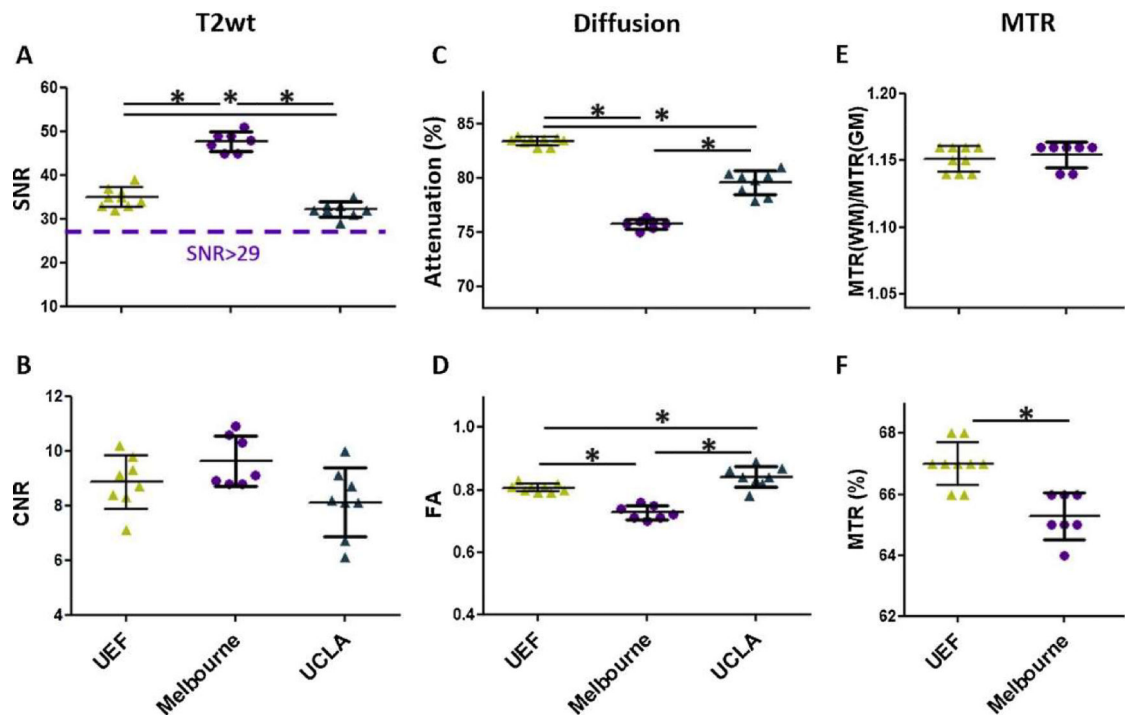 T2wt
Diffusion
MTR
A
SNR
60
50
40
30
20
10
* * *
SNR>29
C
Attenuation (%)
85
80
75
70
* * *
E
MTR(WM)/MTR(GM)
1.20
1.15
1.10
1.05
B
CNR
12
10
8
6
4
UEF
Melbourne
UCLA
D
FA
1.0
0.8
0.6
0.4
* * *
UEF
Melbourne
UCLA
F
MTR (%)
68
66
64
62
*
UEF
Melbourne